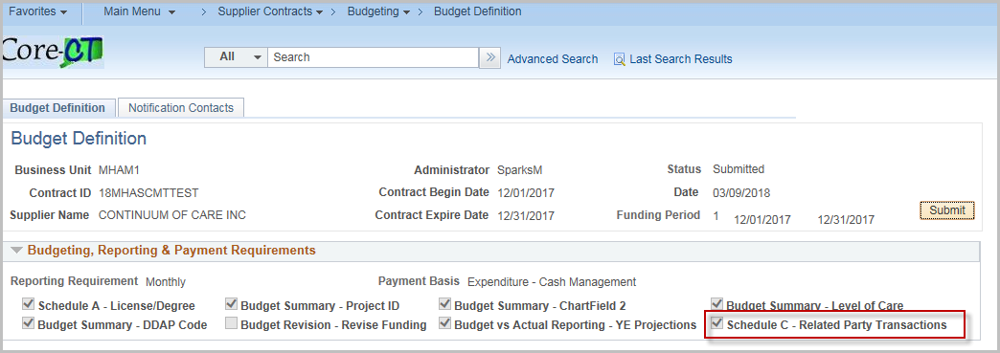 Favorites Main Menu > Supplier Contracts > Budgeting > Budget Definition
Core-CT
All Search >> Advanced Search Last Search Results
Budget Definition Notification Contacts
Budget Definition
Business Unit MHAM1 Administrator SparksM Status Submitted
Contract ID 18MHASCMTTEST Contract Begin Date 12/01/2017 Date 03/09/2018
Supplier Name CONTINUUM OF CARE INC Contract Expire Date 12/31/2017 Funding Period 1 12/01/2017 12/31/2017 Submit
Budgeting, Reporting & Payment Requirements
Reporting Requirement Monthly Payment Basis Expenditure - Cash Management
Schedule A - License/Degree Budget Summary - Project ID Budget Summary - ChartField 2 Budget Summary - Level of Care
Budget Summary - DDAP Code Budget Revision - Revise Funding Budget vs Actual Reporting - YE Projections Schedule C - Related Party Transactions